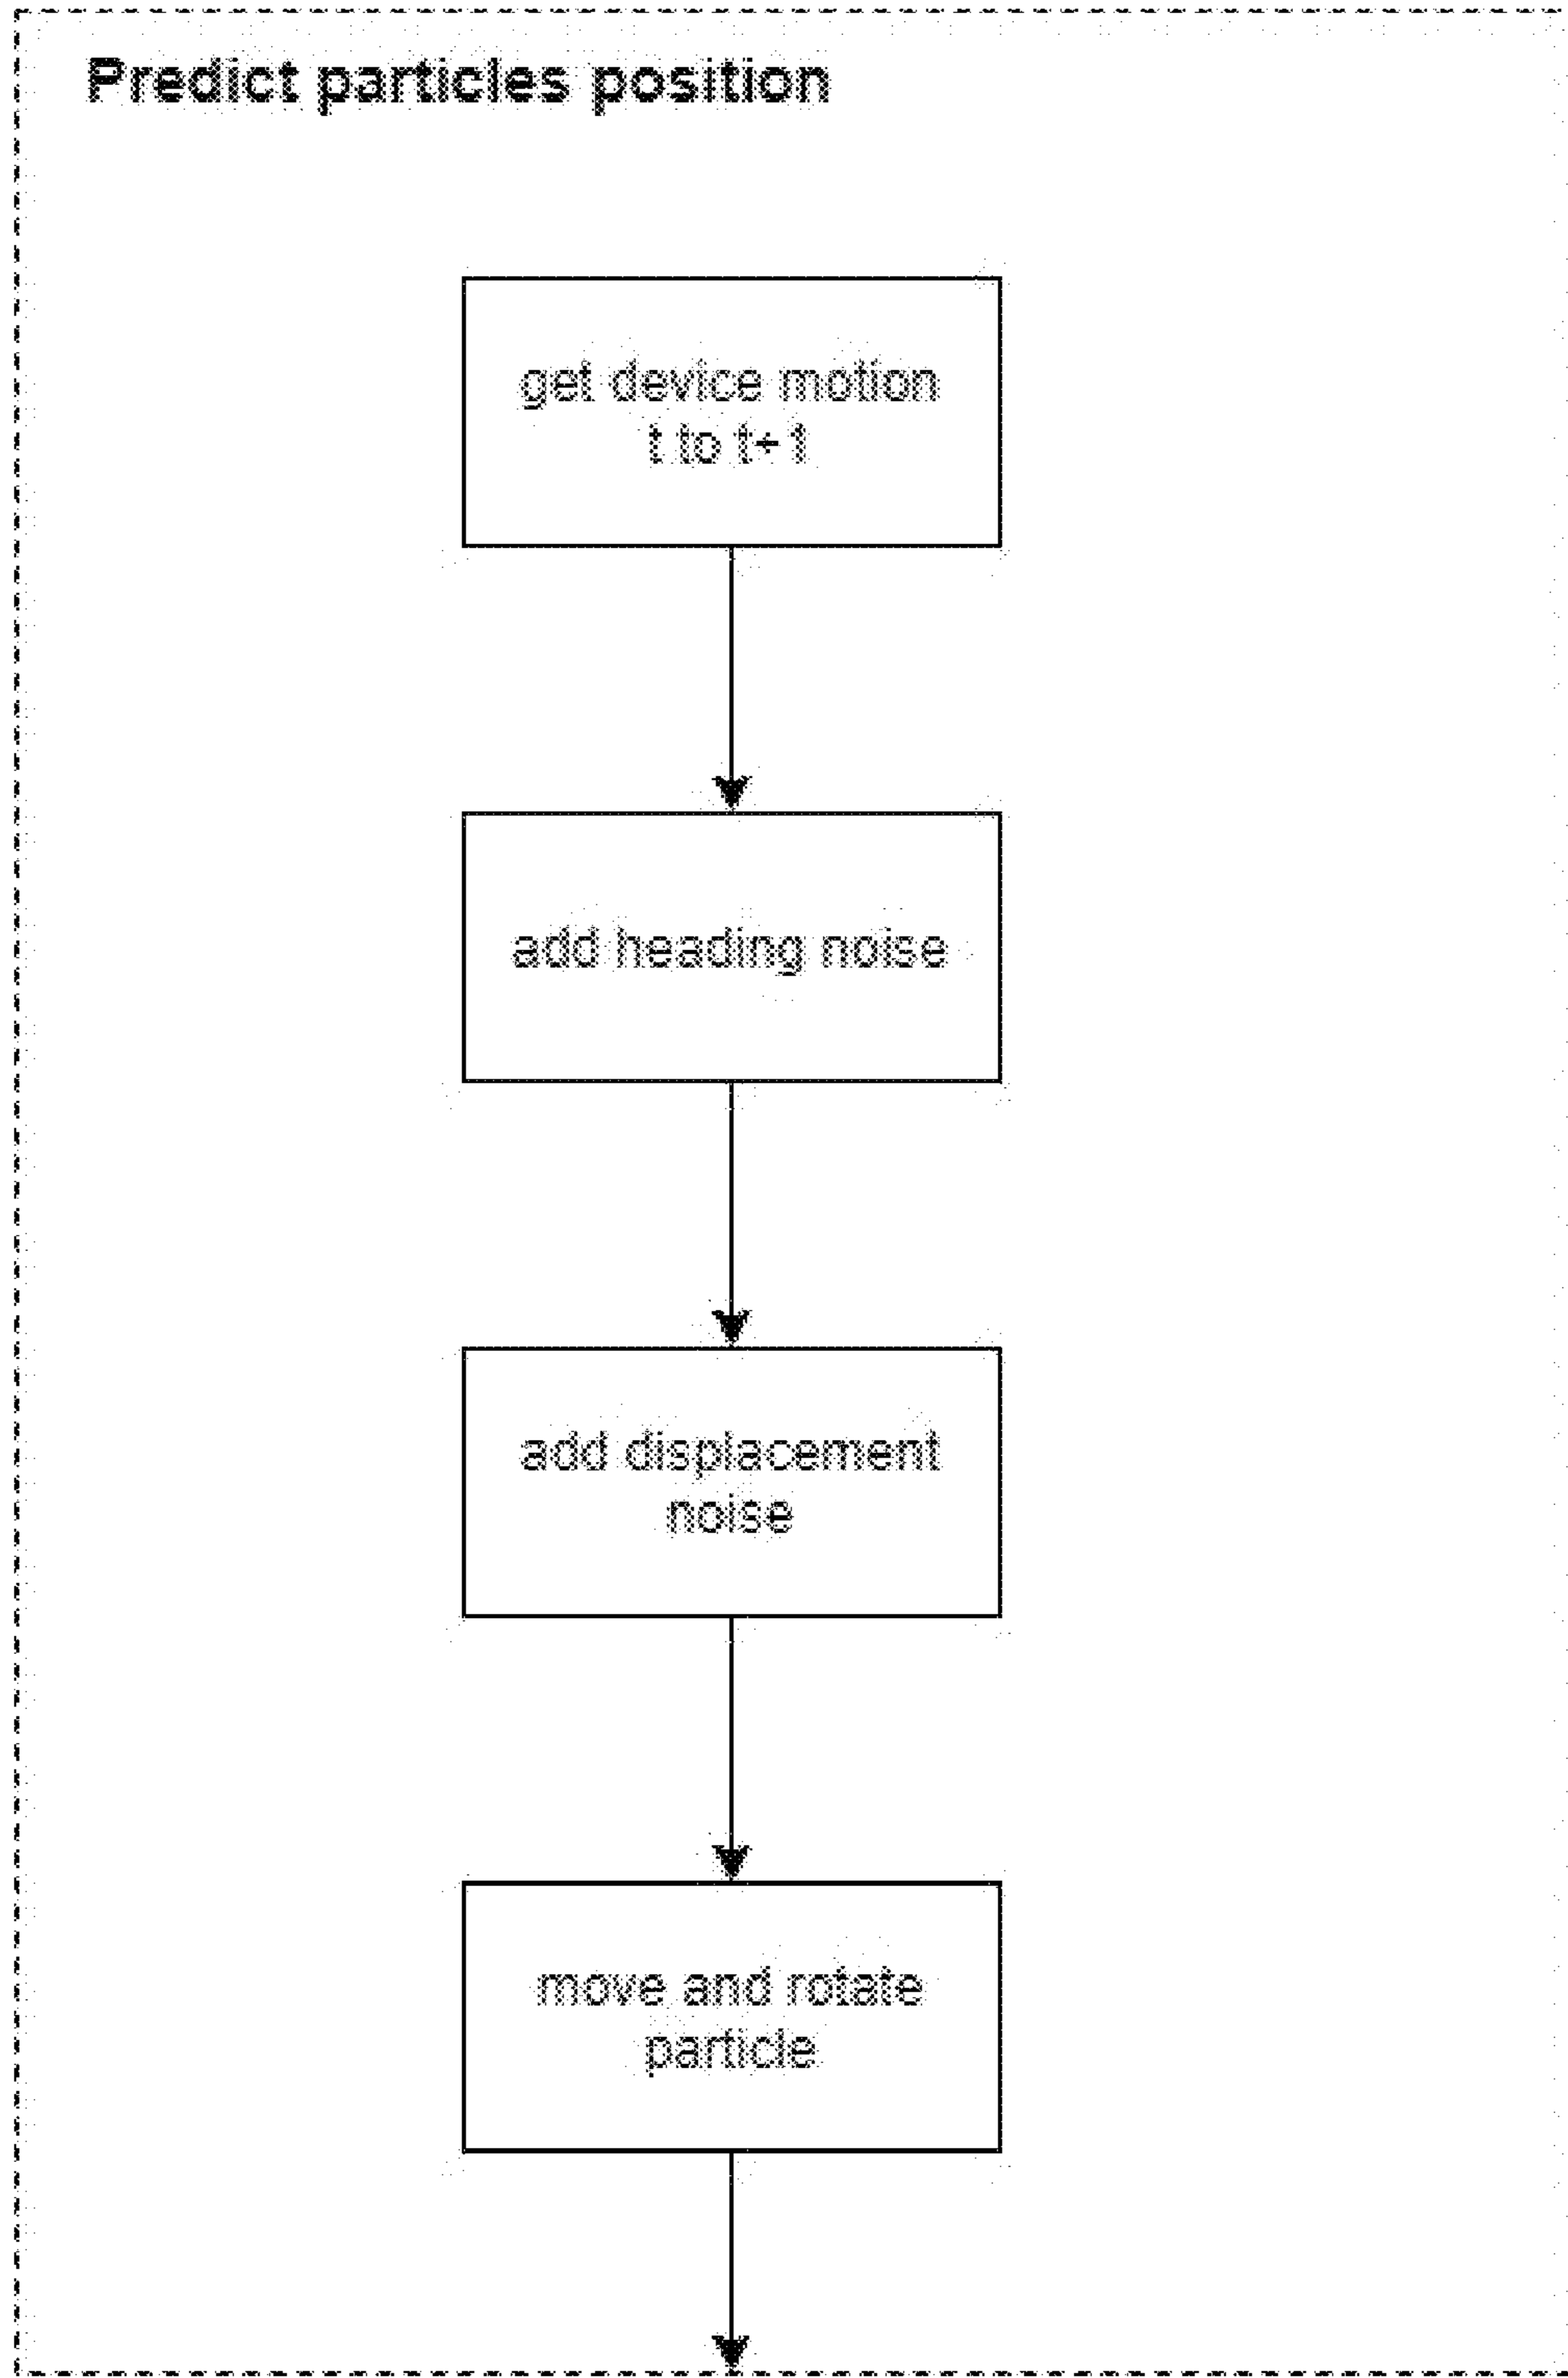 Predict particles position
get device motion
t to t+1
add heading noise
add displacement
noise
move and rotate
particle